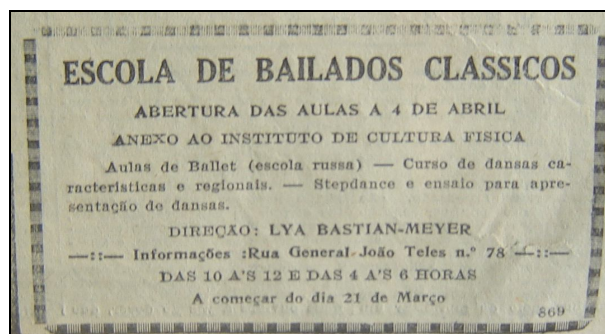 ESCOLA DE BAILADOS CLASSICOS
ABERTURA DAS AULAS A 4 DE ABRIL
ANEXO AO INSTITUTO DE CULTURA FISICA
Aulas de Ballet (escola russa) — Curso de dansas ca-
racteristicas e regionais. — Stepdance e ensaio para apre-
sentação de dansas.
DIREÇÃO: LYA BASTIAN-MEYER
—::— Informações :Rua General João Teles n.º 78 —::—
DAS 10 A'S 12 E DAS 4 A'S 6 HORAS
A começar do dia 21 de Março
869